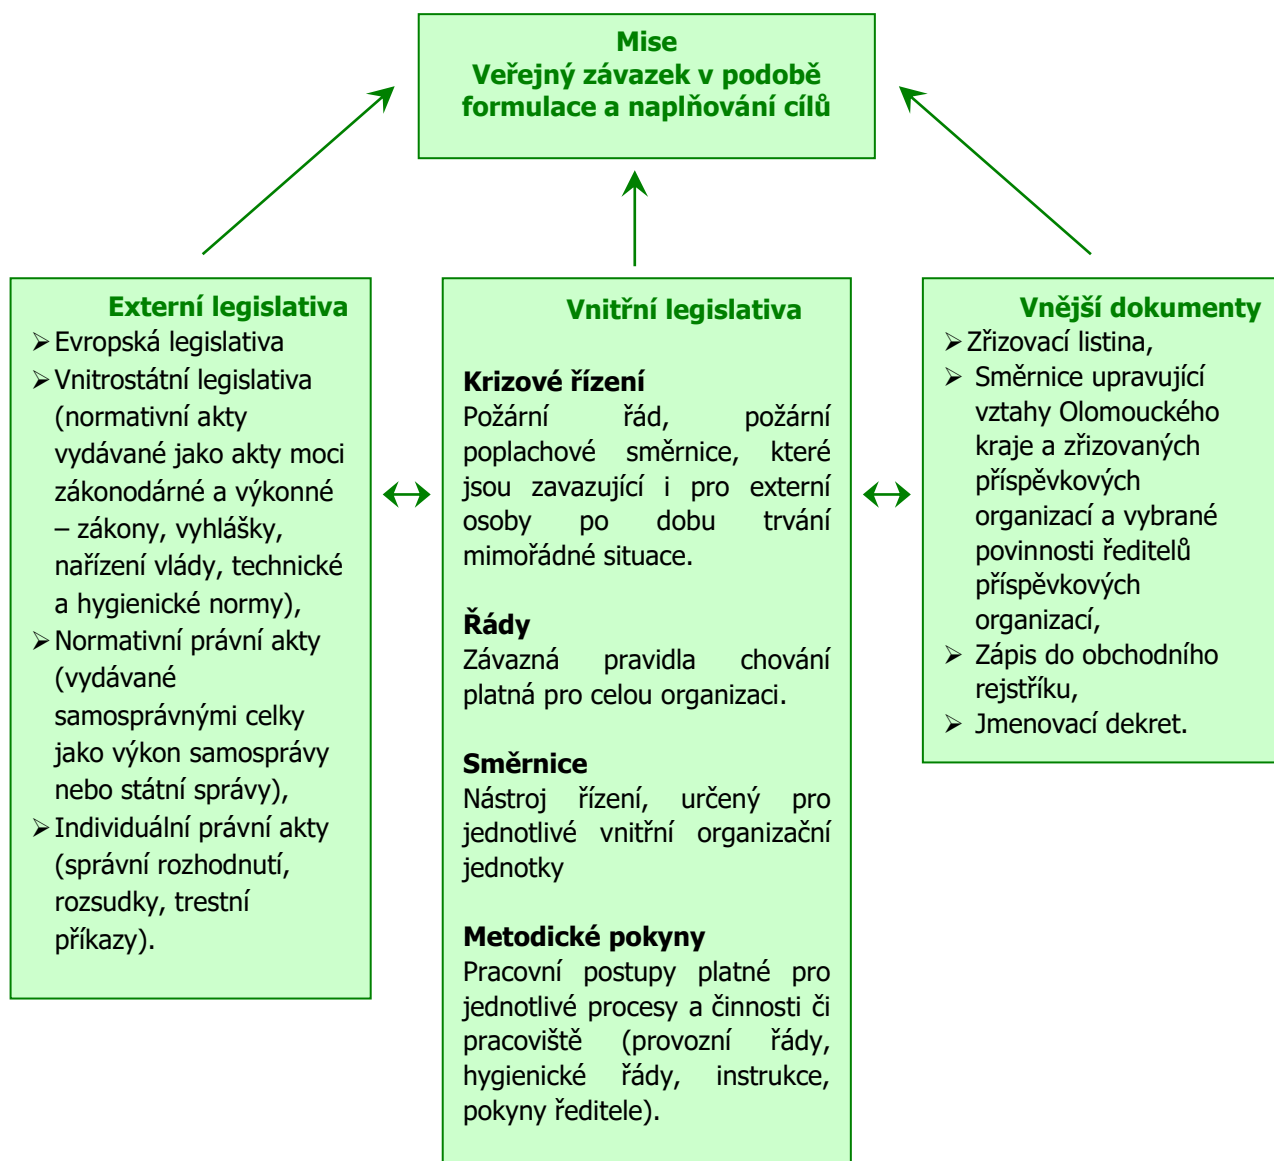 Mise
Veřejný závazek v podobě
formulace a naplňování cílů
Externí legislativa
➢ Evropská legislativa
➢ Vnitrostátní legislativa
(normativní akty
vydávané jako akty moci
zákonodárné a výkonné
– zákony, vyhlášky,
nařízení vlády, technické
a hygienické normy),
➢ Normativní právní akty
(vydávané
samosprávnými celky
jako výkon samosprávy
nebo státní správy),
➢ Individuální právní akty
(správní rozhodnutí,
rozsudky, trestní
příkazy).
Vnitřní legislativa
Krizové řízení
Požární řád, požární
poplachové směrnice, které
jsou zavazující i pro externí
osoby po dobu trvání
mimořádné situace.
Řády
Závazná pravidla chování
platná pro celou organizaci.
Směrnice
Nástroj řízení, určený pro
jednotlivé vnitřní organizační
jednotky
Metodické pokyny
Pracovní postupy platné pro
jednotlivé procesy a činnosti či
pracoviště (provozní řády,
hygienické řády, instrukce,
pokyny ředitele).
Vnější dokumenty
➢ Zřizovací listina,
➢ Směrnice upravující
vztahy Olomouckého
kraje a zřizovaných
příspěvkových
organizací a vybrané
povinnosti ředitelů
příspěvkových
organizací,
➢ Zápis do obchodního
rejstříku,
➢ Jmenovací dekret.